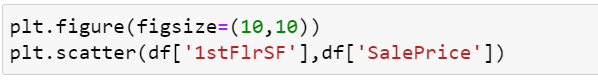 plt.figure(figsize=(10,10))
plt.scatter(df['1stFlrSF'],df['SalePrice'])